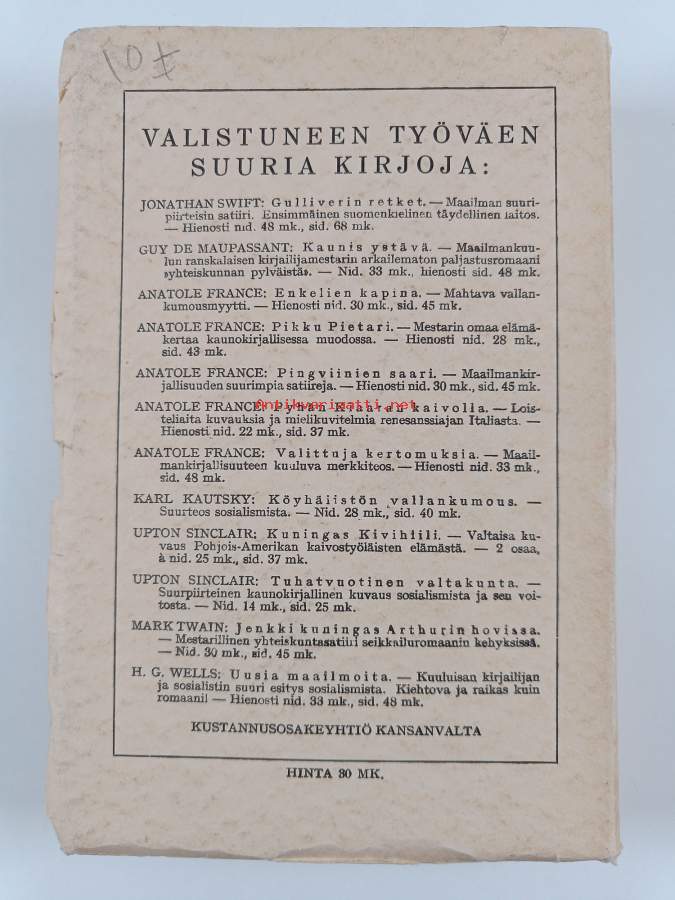 10 ŧ
VALISTUNEEN TYÖVÄEN
SUURIA KIRJOJA:
JONATHAN SWIFT: Gulliverin retket. — Maailman suuri-
piirteisin satiiri. Ensimmäinen suomenkielinen täydellinen laitos.
— Hienosti nid. 48 mk., sid. 68 mk.
GUY DE MAUPASSANT: Kaunis ystävä. — Maailmankuu-
lun ranskalaisen kirjailijamestarin arkailematon paljastusromaani
»yhteiskunnan pylväistä». — Nid. 33 mk., hienosti sid. 48 mk.
ANATOLE FRANCE: Enkelien kapina. — Mahtava vallan-
kumousmyytti. — Hienosti nid. 30 mk., sid. 45 mk.
ANATOLE FRANCE: Pikku Pietari. — Mestarin omaa elämä-
kertaa kaunokirjallisessa muodossa. — Hienosti nid. 28 mk.,
sid. 43 mk.
ANATOLE FRANCE: Pingviinien saari. — Maailmankir-
jallisuuden suurimpia satiireja. — Hienosti nid. 30 mk., sid. 45 mk.
antikvariaatti.net
ANATOLE FRANCE: Pyhän Klaaran kaivolla. — Lois-
teliaita kuvauksia ja mielikuvitelmia renesanssiajan Italiasta. —
Hienosti nid. 22 mk., sid. 37 mk.
ANATOLE FRANCE: Valittuja kertomuksia. — Maail-
mankirjallisuuteen kuuluva merkkiteos. — Hienosti nid. 33 mk.,
sid. 48 mk.
KARL KAUTSKY: Köyhälistön vallankumous. —
Suurteos sosialismista. — Nid. 28 mk., sid. 40 mk.
UPTON SINCLAIR: Kuningas Kivihiili. — Valtaisa ku-
vaus Pohjois-Amerikan kaivostyöläisten elämästä. — 2 osaa,
à nid. 25 mk., sid. 37 mk.
UPTON SINCLAIR: Tuhatvuotinen valtakunta. —
Suurpiirteinen kaunokirjallinen kuvaus sosialismista ja sen voi-
tosta. — Nid. 14 mk., sid. 25 mk.
MARK TWAIN: Jenkki kuningas Arthurin hovissa.
— Mestarillinen yhteiskuntasatiiri seikkailuromaanin kehyksissä.
— Nid. 30 mk., sid. 45 mk.
H. G. WELLS: Uusia maailmoita. — Kuuluisan kirjailijan
ja sosialistin suuri esitys sosialismista. Kiehtova ja raikas kuin
romaani! — Hienosti nid. 33 mk., sid. 48 mk.
KUSTANNUSOSAKEYHTIÖ KANSANVALTA
HINTA 30 MK.